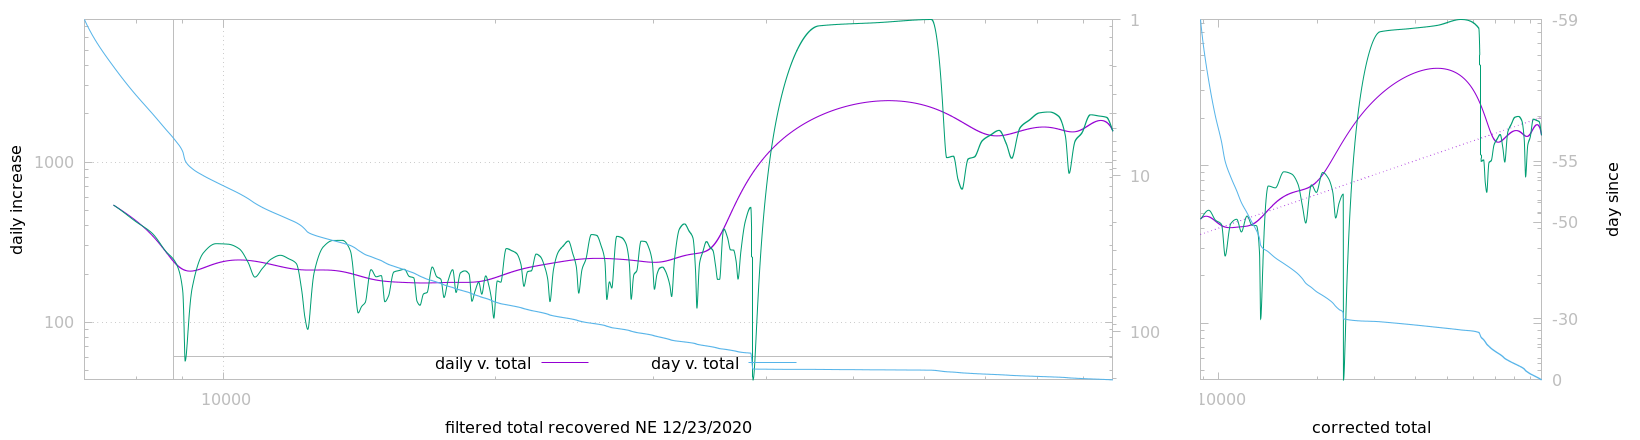 daily increase
1000
100
10000
daily v. total
day v. total
1
10
100
filtered total recovered NE 12/23/2020
-59
-55
-50
-30
0
day since
10000
corrected total